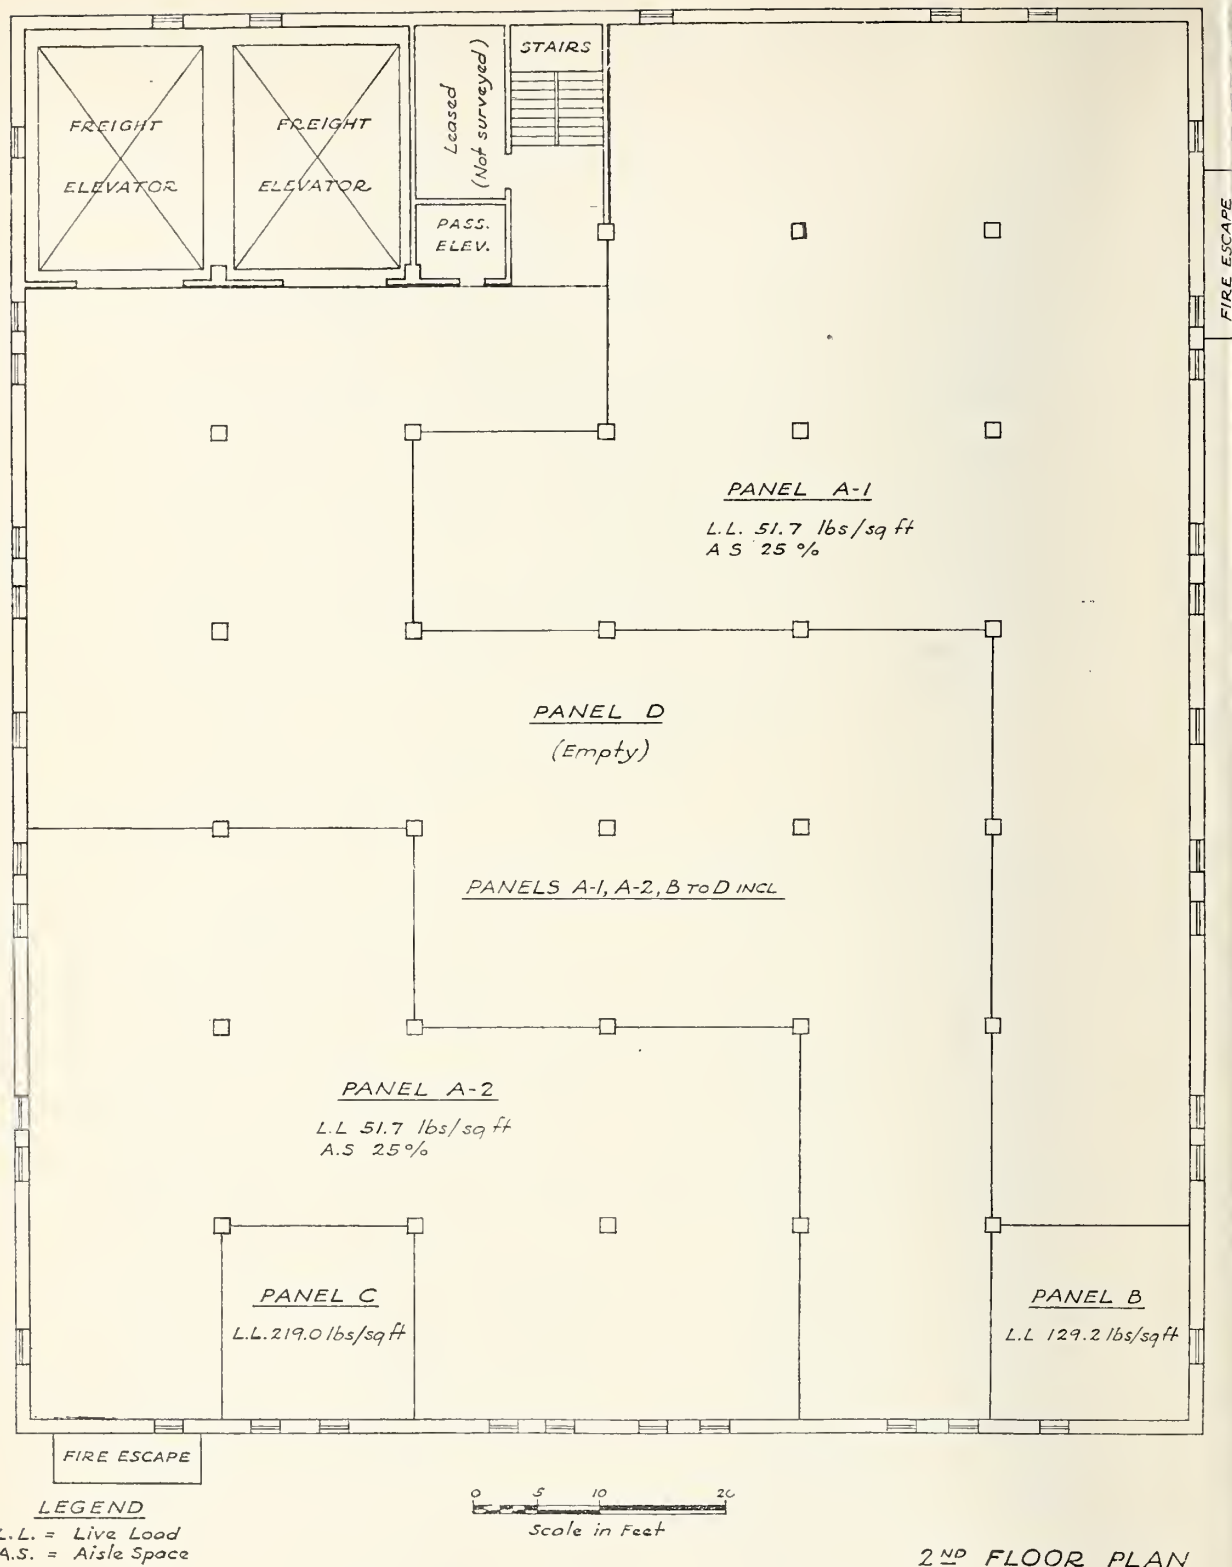 STAIRS
Leased
(Not surveyed)
FREIGHT
ELEVATOR
FREIGHT
ELEVATOR
PASS.
ELEV.
FIRE ESCAPE
PANEL A-1
L.L. 51.7 lbs/sq ft
A S 25 %
PANEL D
(Empty)
PANELS A-1, A-2, B TO D INCL
PANEL A-2
L.L 51.7 lbs/sq ft
A.S 25%
PANEL C
L.L. 219.0 lbs/sq ft
PANEL B
L.L 129.2 lbs/sq ft
FIRE ESCAPE
LEGEND
L.L. = Live Load
A.S. = Aisle Space
0 5 10 20
Scale in Feet
2ND FLOOR PLAN